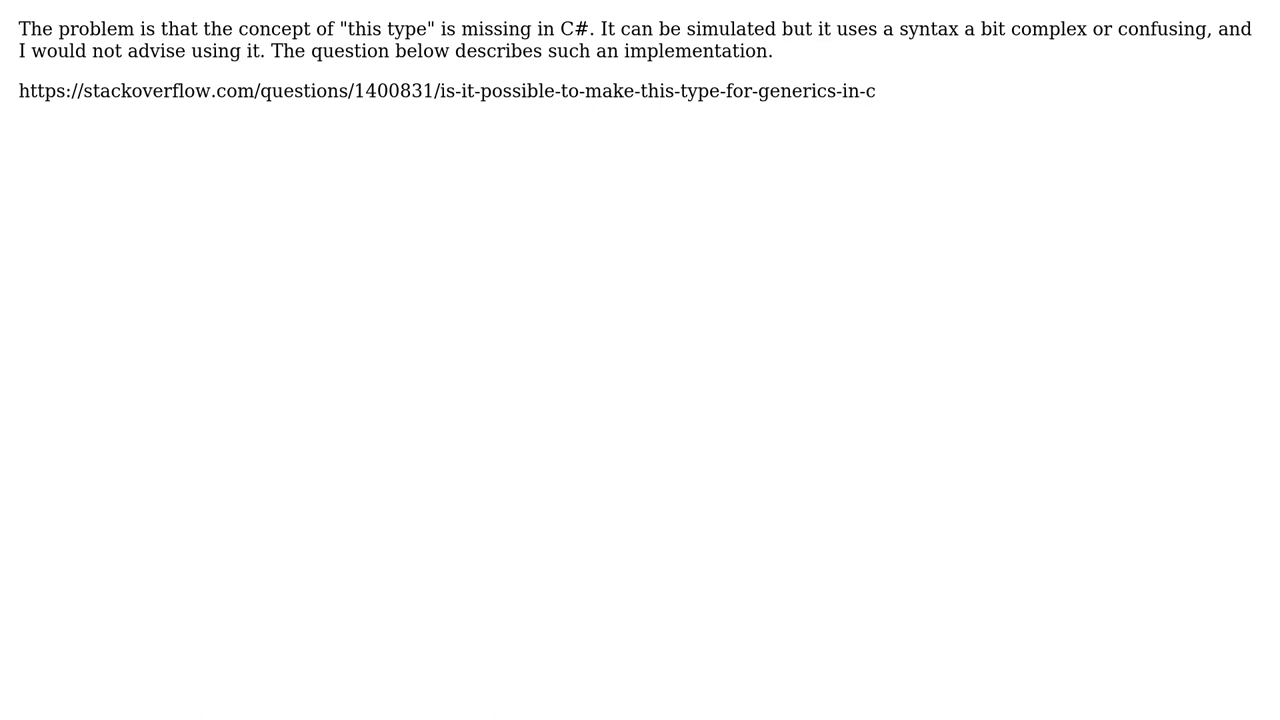 The problem is that the concept of "this type" is missing in C#. It can be simulated but it uses a syntax a bit complex or confusing, and
I would not advise using it. The question below describes such an implementation.
https://stackoverflow.com/questions/1400831/is-it-possible-to-make-this-type-for-generics-in-c